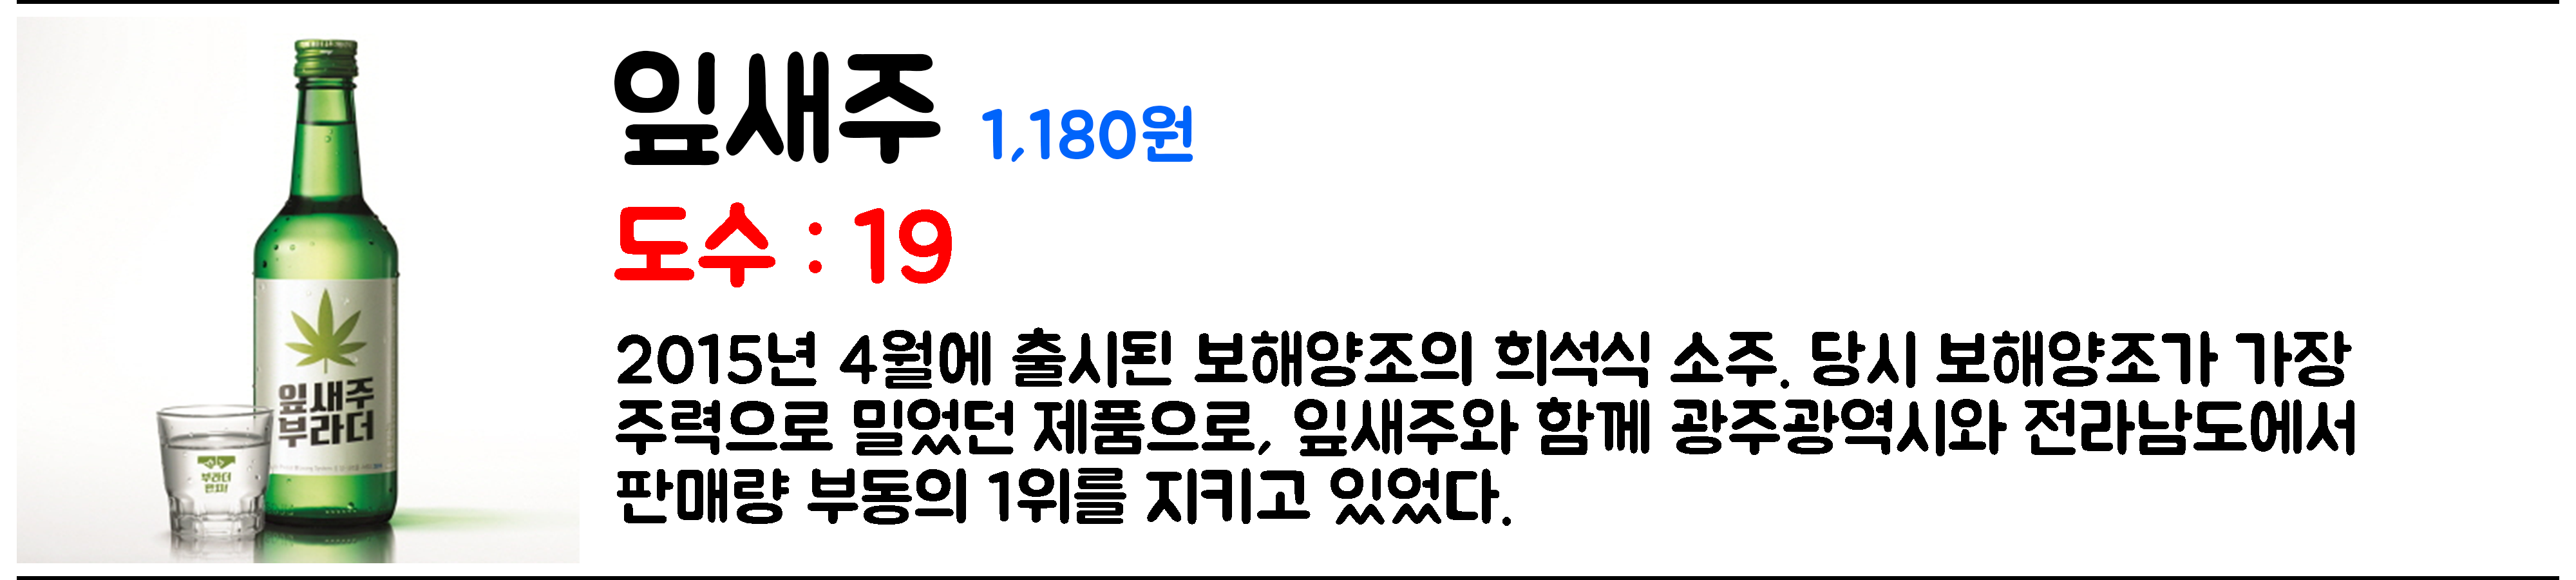 잎새주 1,180원
도수 : 19
2015년 4월에 출시된 보해양조의 희석식 소주. 당시 보해양조가 가장
주력으로 밀었던 제품으로, 잎새주와 함께 광주광역시와 전라남도에서
판매량 부동의 1위를 지키고 있었다.
잎새주
부라더
부라더